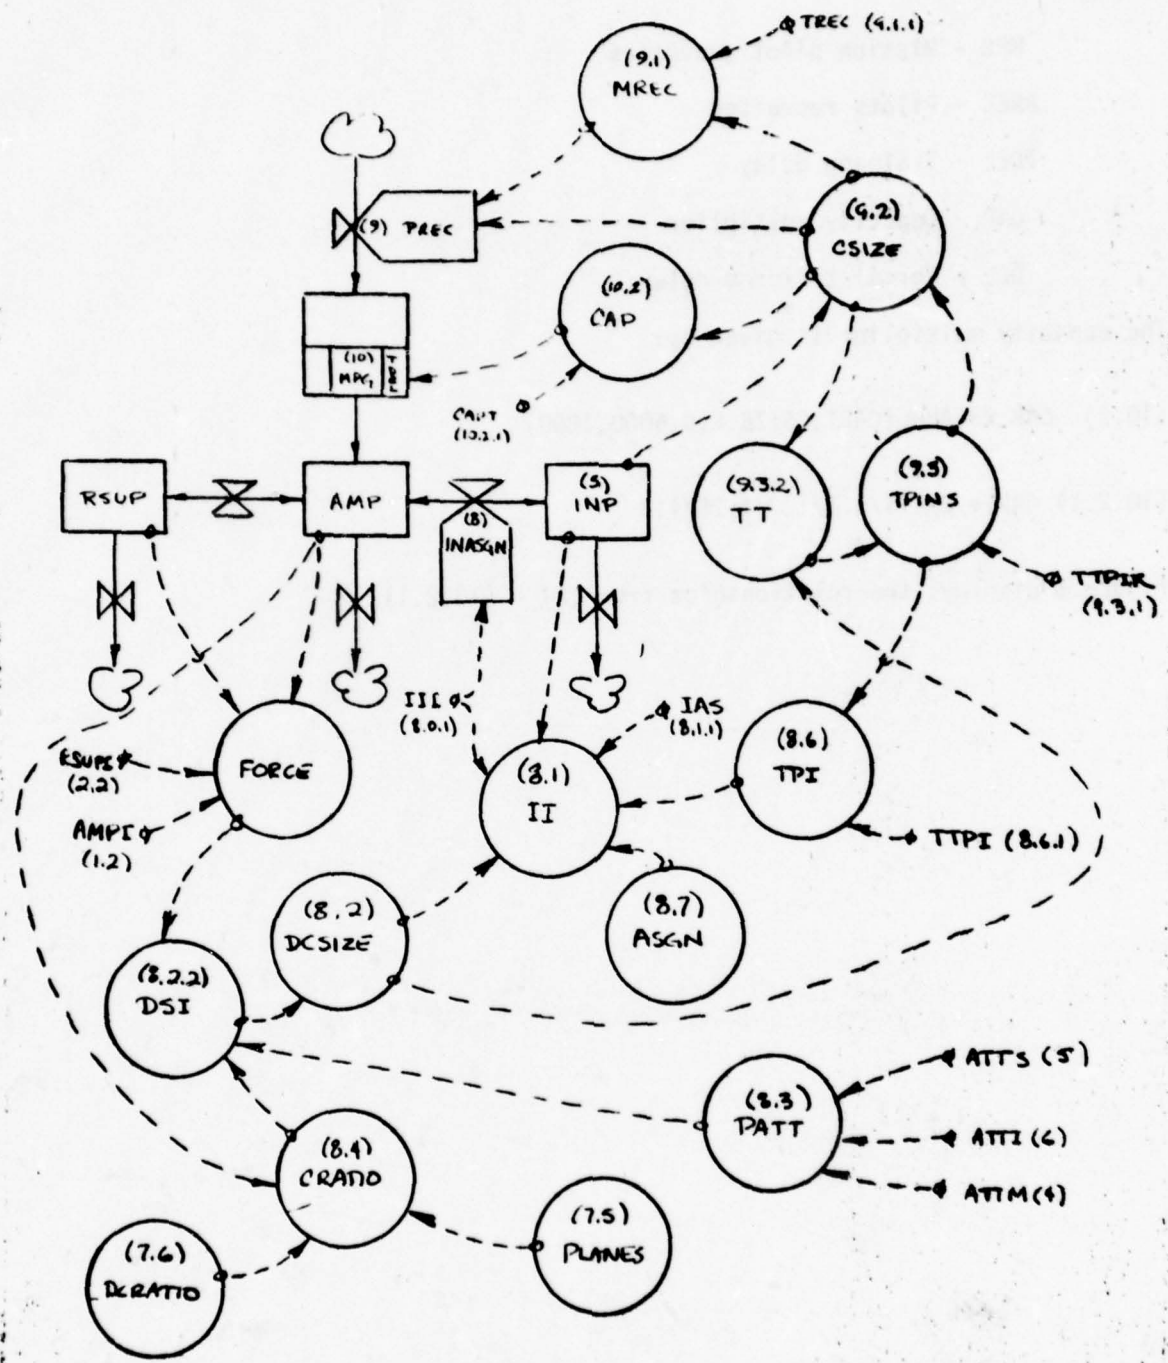 TREC (9.1.1)
(9.1)
MREC
(9.2)
CSIZE
(9) PREC
(10.2)
CAP
(10)
CAPT
(10.2.1)
RSUP
AMP
(5)
INP
(8)
INASGN
(9.3.2)
TT
(9.3)
TPINS
TTPIR
(9.3.1)
III
(8.0.1)
IAS
(8.1.1)
FORCE
(8.1)
II
(8.6)
TPI
(2.2)
AMPI
(1.2)
TTPI (8.6.1)
(8.2)
DCSIZE
(8.7)
ASGN
(8.2.2)
DSI
ATTS (5)
(8.3)
PATT
ATTI (6)
ATTM (4)
(8.4)
CRATIO
(7.6)
DCRATIO
(7.5)
PLANES